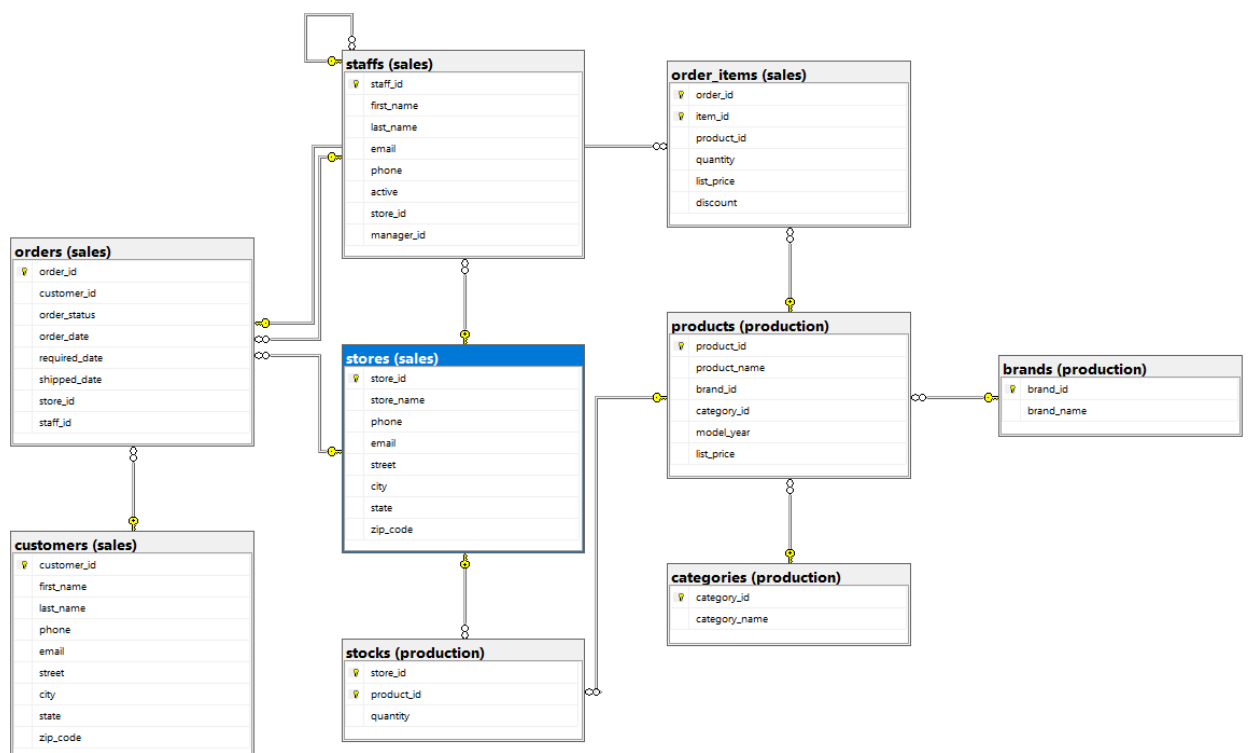 staffs (sales)
staff_id
first_name
last_name
email
phone
active
store_id
manager_id
order_items (sales)
order_id
item_id
product_id
quantity
list_price
discount
orders (sales)
order_id
customer_id
order_status
order_date
required_date
shipped_date
store_id
staff_id
stores (sales)
store_id
store_name
phone
email
street
city
state
zip_code
products (production)
product_id
product_name
brand_id
category_id
model_year
list_price
brands (production)
brand_id
brand_name
customers (sales)
customer_id
first_name
last_name
phone
email
street
city
state
zip_code
categories (production)
category_id
category_name
stocks (production)
store_id
product_id
quantity